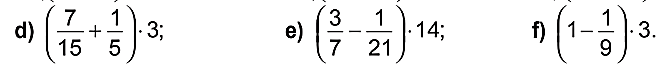 d) (7/15 + 1/5) · 3; e) (3/7 − 1/21) · 14; f) (1 − 1/9) · 3.